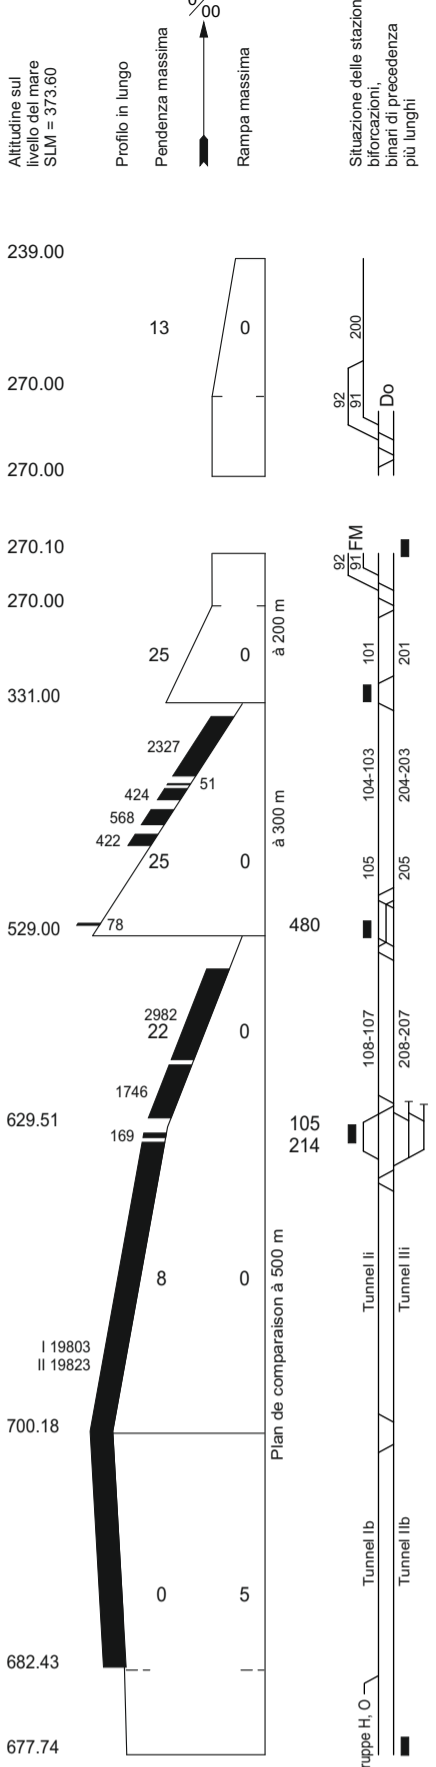 ‰
Altitudine sul
livello del mare
SLM = 373.60
Profilo in lungo
Pendenza massima
Rampa massima
Situazione delle stazion
biforcazioni,
binari di precedenza
più lunghi
239.00
13
0
200
270.00
92
91
Do
270.00
270.10
92
91
FM
270.00
à 200 m
25
0
101
201
331.00
2327
51
424
568
422
à 300 m
104-103
204-203
25
0
105
205
78
529.00
480
2982
22
0
108-107
208-207
1746
629.51
169
105
214
8
0
Plan de comparaison à 500 m
Tunnel Ii
Tunnel IIi
I 19803
II 19823
700.18
0
5
Tunnel Ib
Tunnel IIb
682.43
ruppe H, O
677.74